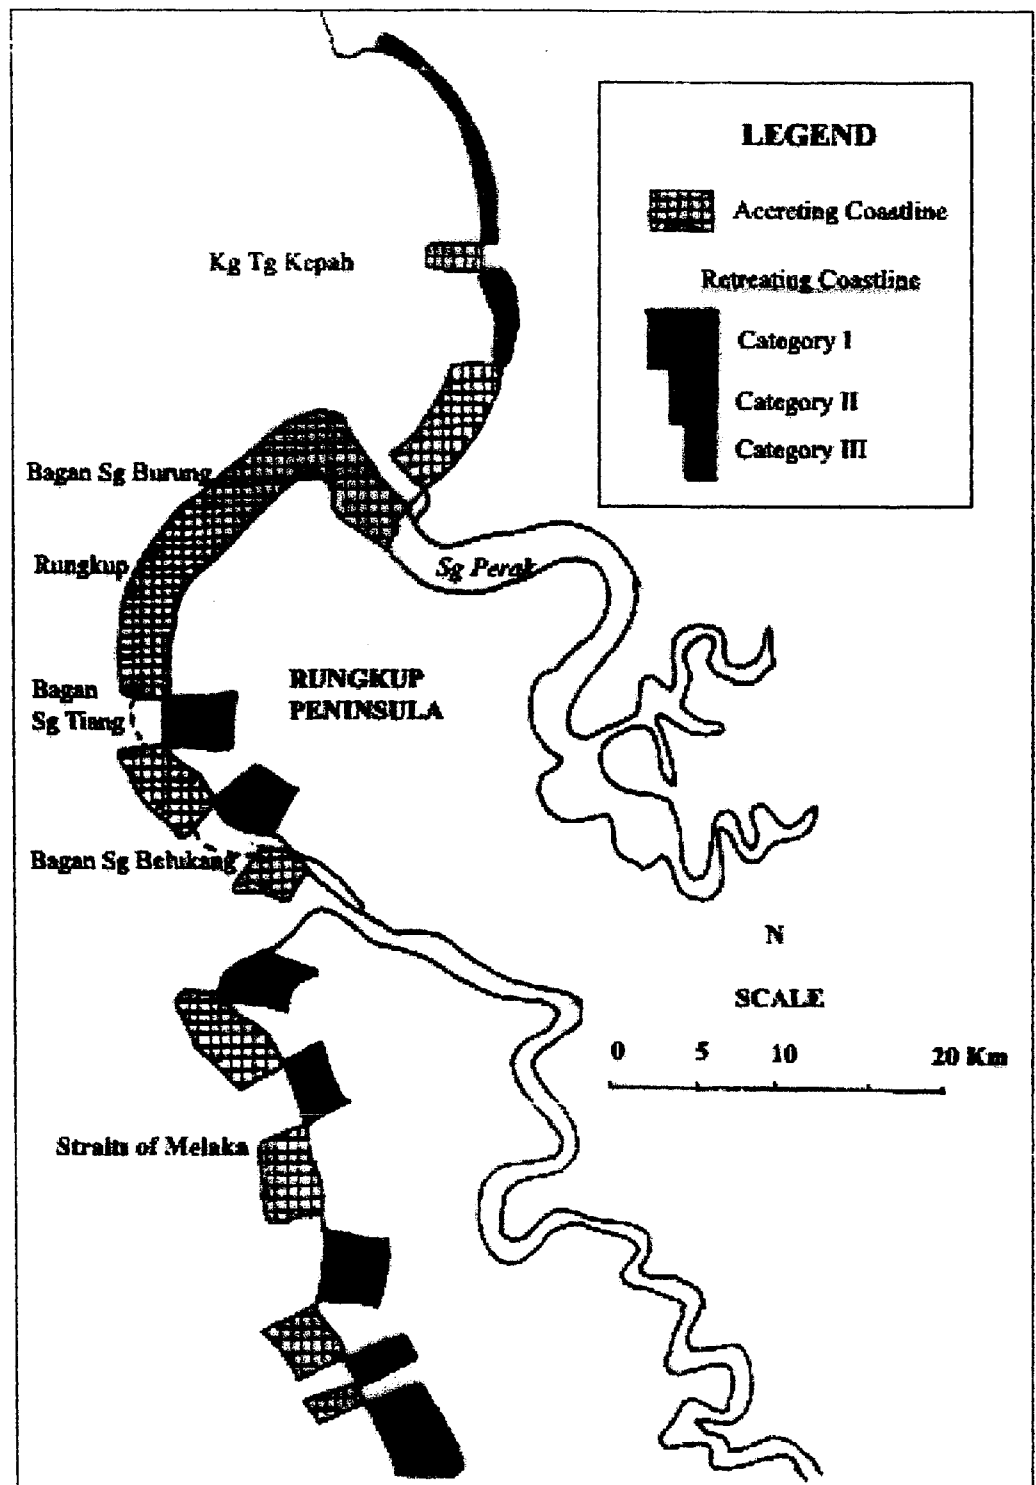 LEGEND
Accreting Coastline
Retreating Coastline
Category I
Category II
Category III
Kg Tg Kepah
Bagan Sg Burung
Rungkup
Sg Perak
Bagan
Sg Tiang
RUNGKUP
PENINSULA
Bagan Sg Belukang
N
SCALE
0 5 10 20 Km
Straits of Melaka